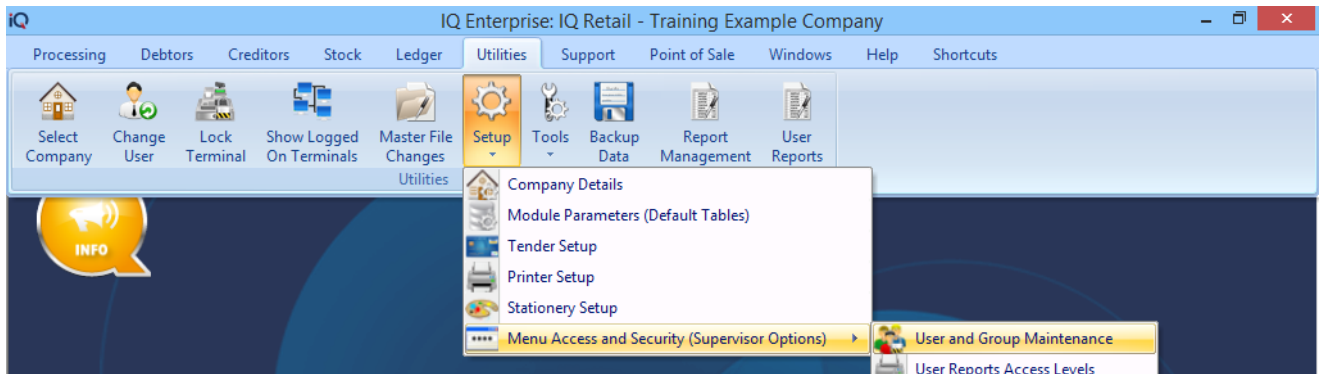 iQ IQ Enterprise: IQ Retail - Training Example Company
Processing Debtors Creditors Stock Ledger Utilities Support Point of Sale Windows Help Shortcuts
Select Company
Change User
Lock Terminal
Show Logged On Terminals
Master File Changes
Setup
Tools
Backup Data
Report Management
User Reports
Utilities
INFO
Company Details
Module Parameters (Default Tables)
Tender Setup
Printer Setup
Stationery Setup
Menu Access and Security (Supervisor Options)
User and Group Maintenance
User Reports Access Levels